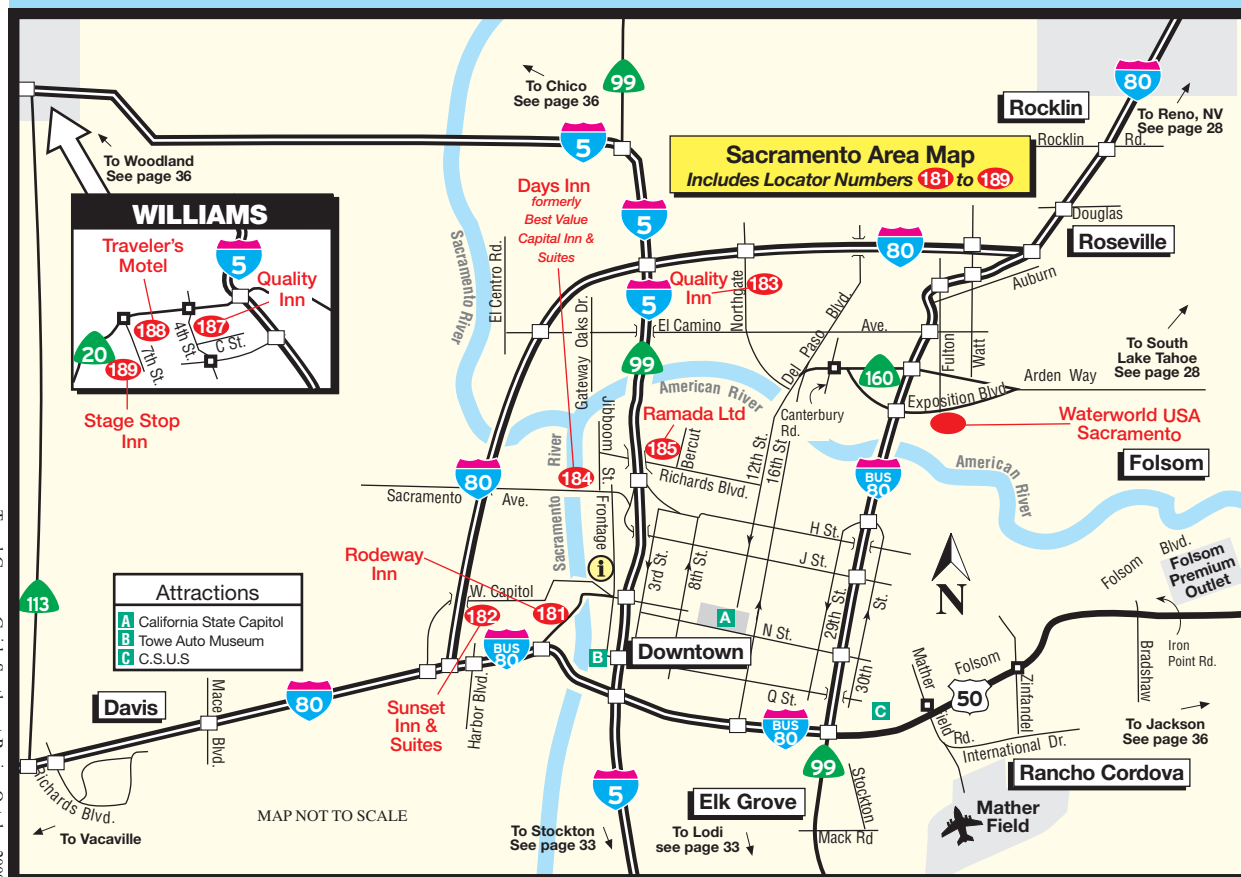 99
80
To Chico
See page 36
Rocklin
To Reno, NV
See page 28
Rocklin Rd.
5
Sacramento Area Map
Includes Locator Numbers 181 to 189
To Woodland
See page 36
Days Inn
formerly
Best Value
Capital Inn &
Suites
5
Douglas
Roseville
80
Auburn
WILLIAMS
Traveler's
Motel
5
Quality
Inn
188
187
4th St.
C St.
7th St.
20
189
Stage Stop
Inn
Sacramento River
El Centro Rd.
Gateway Oaks Dr.
5
Quality
Inn
183
Northgate
El Camino Ave.
Del Paso Blvd.
Fulton
Watt
To South
Lake Tahoe
See page 28
99
American River
160
Arden Way
Exposition Blvd.
Canterbury
Rd.
Waterworld USA
Sacramento
Folsom
American River
Jibboom St.
Frontage
Ramada Ltd
185
Bercut
Richards Blvd.
12th St.
16th St
184
Sacramento River
80
Sacramento Ave.
BUS
80
H St.
J St.
3rd St.
8th St.
29th St.
30th St.
N St.
Q St.
A
i
Rodeway
Inn
W. Capitol
181
182
BUS
80
Sunset
Inn &
Suites
Harbor Blvd.
B
Downtown
N
Folsom Blvd.
Folsom
Premium
Outlet
Iron
Point Rd.
Bradshaw
113
Attractions
A California State Capitol
B Towe Auto Museum
C C.S.U.S
Davis
Mace Blvd.
80
Richards Blvd.
To Vacaville
MAP NOT TO SCALE
BUS
80
C
Mather Field Rd.
Folsom
50
Zinfandel
International Dr.
To Jackson
See page 36
Rancho Cordova
5
99
Stockton
Elk Grove
Mack Rd
Mather
Field
To Stockton
See page 33
To Lodi
see page 33